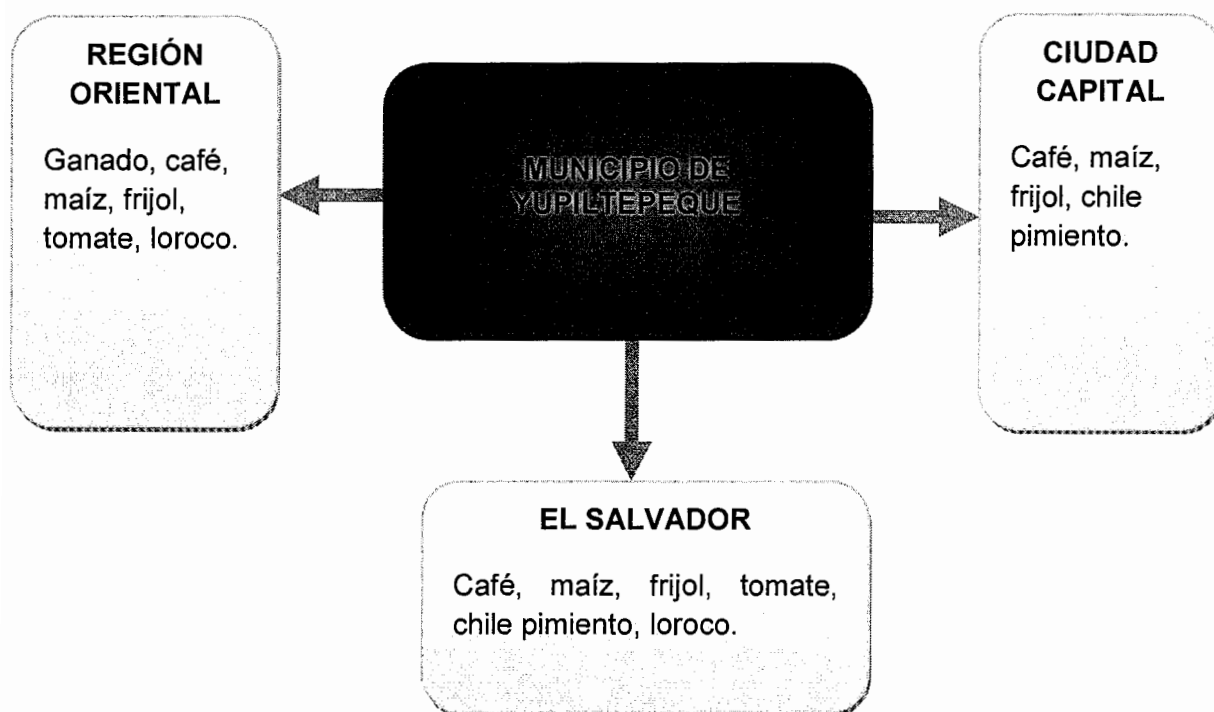 REGIÓN
ORIENTAL
Ganado, café,
maíz, frijol,
tomate, loroco.
MUNICIPIO DE
YUPILTEPEQUE
CIUDAD
CAPITAL
Café, maíz,
frijol, chile
pimiento.
EL SALVADOR
Café, maíz, frijol, tomate,
chile pimiento, loroco.